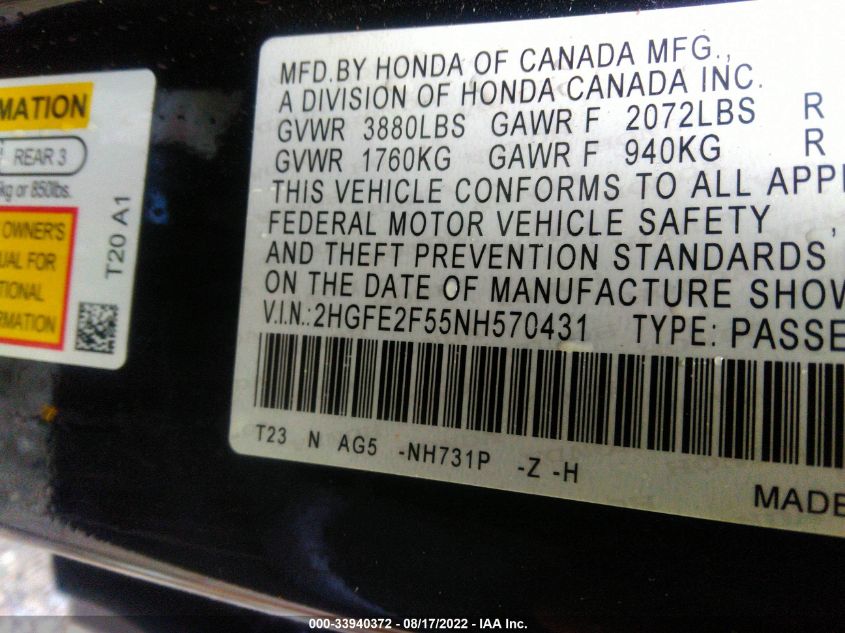 MATION
REAR 3
kg or 850lbs.
OWNER'S
UAL FOR
TIONAL
RMATION
T20 A1
MFD.BY HONDA OF CANADA MFG.,
A DIVISION OF HONDA CANADA INC.
GVWR 3880LBS GAWR F 2072LBS R
GVWR 1760KG GAWR F 940KG R
THIS VEHICLE CONFORMS TO ALL APPL
FEDERAL MOTOR VEHICLE SAFETY ,
AND THEFT PREVENTION STANDARDS
ON THE DATE OF MANUFACTURE SHOW
V.I.N.:2HGFE2F55NH570431 TYPE: PASSE
T23 N AG5 -NH731P -Z -H
MADE
000-33940372 - 08/17/2022 - IAA Inc.